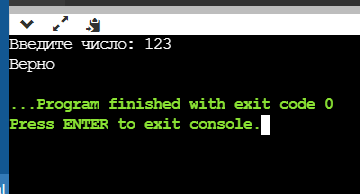 Введите число: 123
Верно
...Program finished with exit code 0
Press ENTER to exit console.